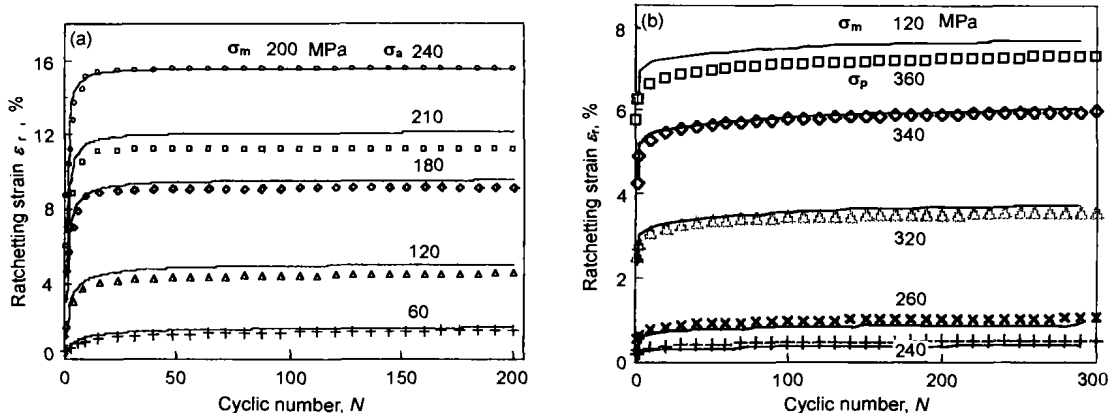 (a)
σm 200 MPa σa 240
210
180
120
60
16
12
8
4
0
0 50 100 150 200
Ratchetting strain εr, %
Cyclic number, N
(b)
σm 120 MPa
σp 360
340
320
260
240
8
6
4
2
0
0 100 200 300
Ratchetting strain εr, %
Cyclic number, N